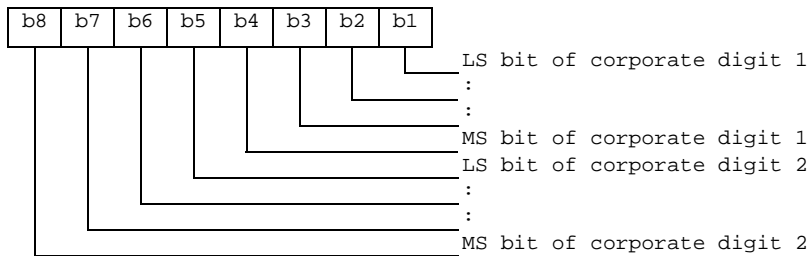 b8 b7 b6 b5 b4 b3 b2 b1
LS bit of corporate digit 1
:
:
MS bit of corporate digit 1
LS bit of corporate digit 2
:
:
MS bit of corporate digit 2